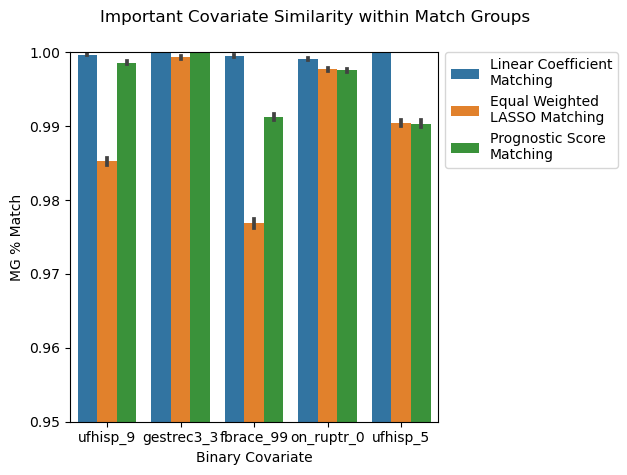 Important Covariate Similarity within Match Groups
1.00
0.99
0.98
0.97
0.96
0.95
MG % Match
ufhisp_9
gestrec3_3
fbrace_99
on_ruptr_0
ufhisp_5
Binary Covariate
Linear Coefficient
Matching
Equal Weighted
LASSO Matching
Prognostic Score
Matching